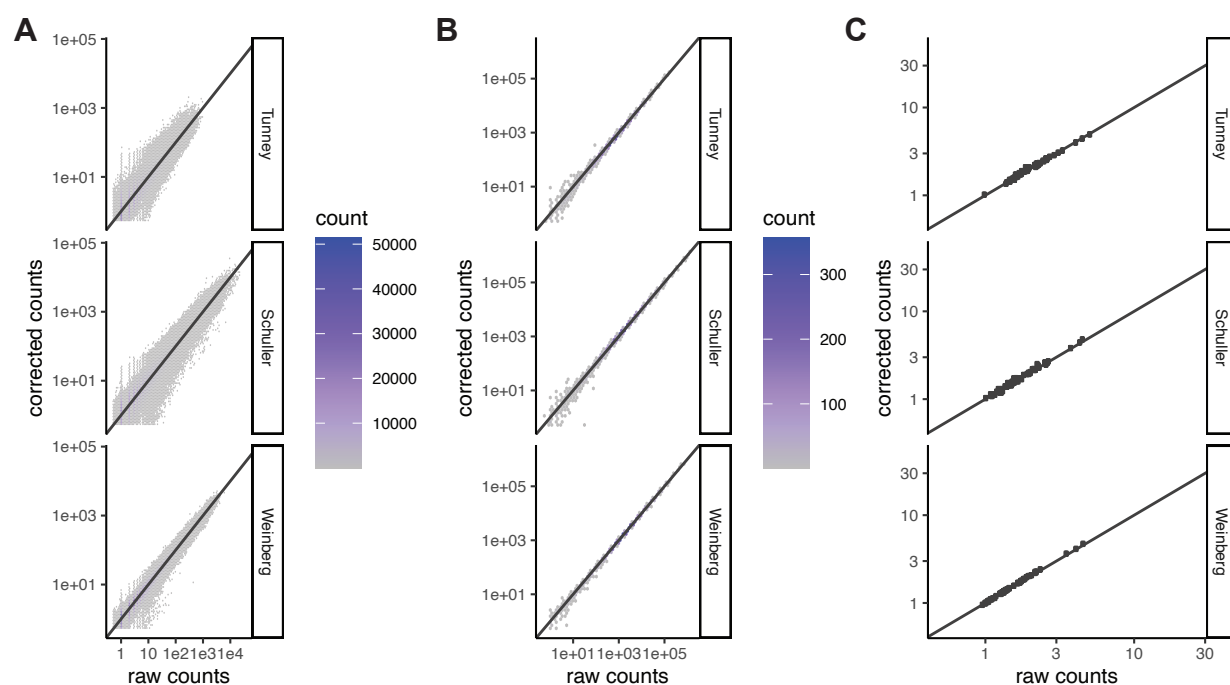 A
B
C
1e+05
1e+03
1e+01
Tunney
1e+05
1e+03
1e+01
Schuller
1e+05
1e+03
1e+01
Weinberg
corrected counts
1 10 1e21e31e4
raw counts
count
50000
40000
30000
20000
10000
1e+05
1e+03
1e+01
Tunney
1e+05
1e+03
1e+01
Schuller
1e+05
1e+03
1e+01
Weinberg
corrected counts
1e+011e+031e+05
raw counts
count
300
200
100
30
10
3
1
Tunney
30
10
3
1
Schuller
30
10
3
1
Weinberg
corrected counts
1 3 10 30
raw counts